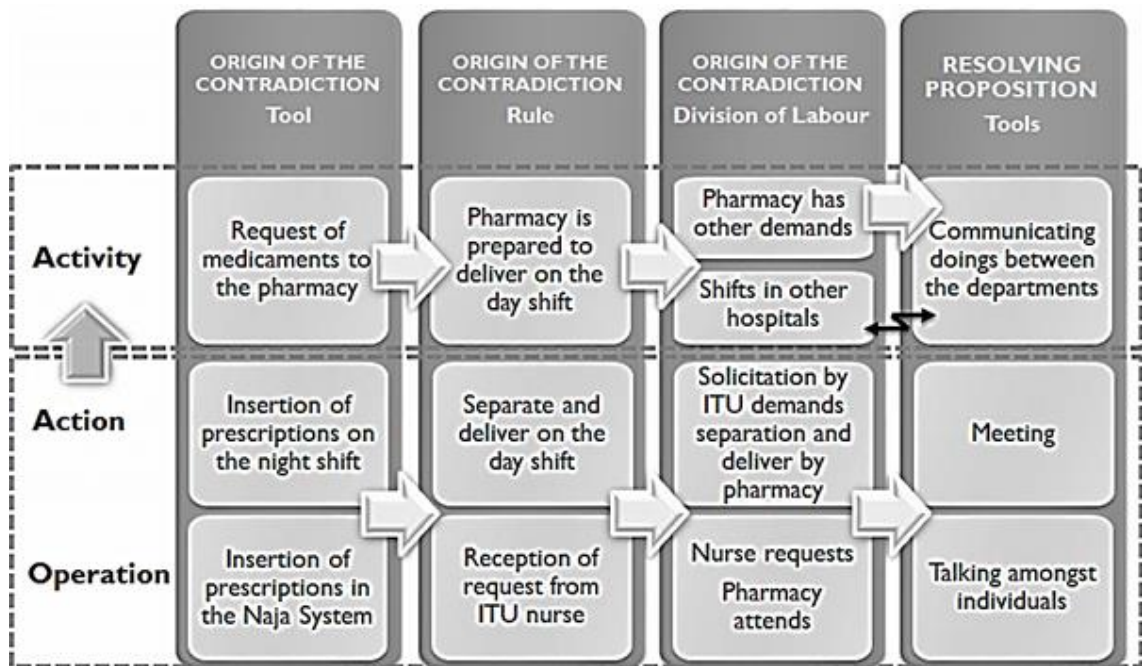 ORIGIN OF THE
CONTRADICTION
Tool
ORIGIN OF THE
CONTRADICTION
Rule
ORIGIN OF THE
CONTRADICTION
Division of Labour
RESOLVING
PROPOSITION
Tools
Activity
Request of
medicaments to
the pharmacy
Pharmacy is
prepared to
deliver on the
day shift
Pharmacy has
other demands
Shifts in other
hospitals
Communicating
doings between
the departments
Action
Insertion of
prescriptions on
the night shift
Separate and
deliver on the
day shift
Solicitation by
ITU demands
separation and
deliver by
pharmacy
Meeting
Operation
Insertion of
prescriptions in
the Naja System
Reception of
request from
ITU nurse
Nurse requests
Pharmacy
attends
Talking amongst
individuals